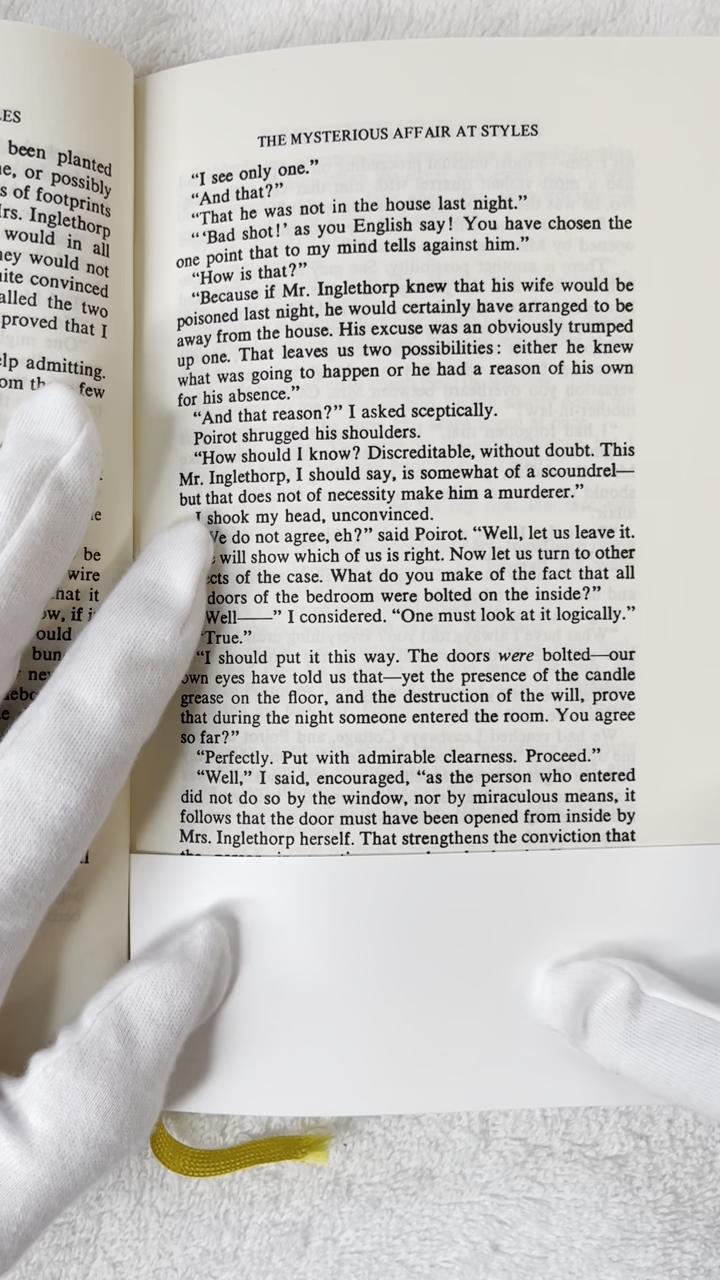 LES
been planted
or possibly
s of footprints
Mrs. Inglethorp
would in all
would not
convinced
the two
proved that I
admitting.
few
be
wire
it
if
THE MYSTERIOUS AFFAIR AT STYLES
“I see only one.”
“And that?”
“That he was not in the house last night.”
“‘Bad shot!’ as you English say! You have chosen the
one point that to my mind tells against him.”
“How is that?”
“Because if Mr. Inglethorp knew that his wife would be
poisoned last night, he would certainly have arranged to be
away from the house. His excuse was an obviously trumped
up one. That leaves us two possibilities: either he knew
what was going to happen or he had a reason of his own
for his absence.”
“And that reason?” I asked sceptically.
Poirot shrugged his shoulders.
“How should I know? Discreditable, without doubt. This
Mr. Inglethorp, I should say, is somewhat of a scoundrel—
but that does not of necessity make him a murderer.”
I shook my head, unconvinced.
We do not agree, eh?” said Poirot. “Well, let us leave it.
will show which of us is right. Now let us turn to other
of the case. What do you make of the fact that all
doors of the bedroom were bolted on the inside?”
Well——” I considered. “One must look at it logically.”
“True.”
“I should put it this way. The doors were bolted—our
own eyes have told us that—yet the presence of the candle
grease on the floor, and the destruction of the will, prove
that during the night someone entered the room. You agree
so far?”
“Perfectly. Put with admirable clearness. Proceed.”
“Well,” I said, encouraged, “as the person who entered
did not do so by the window, nor by miraculous means, it
follows that the door must have been opened from inside by
Mrs. Inglethorp herself. That strengthens the conviction that